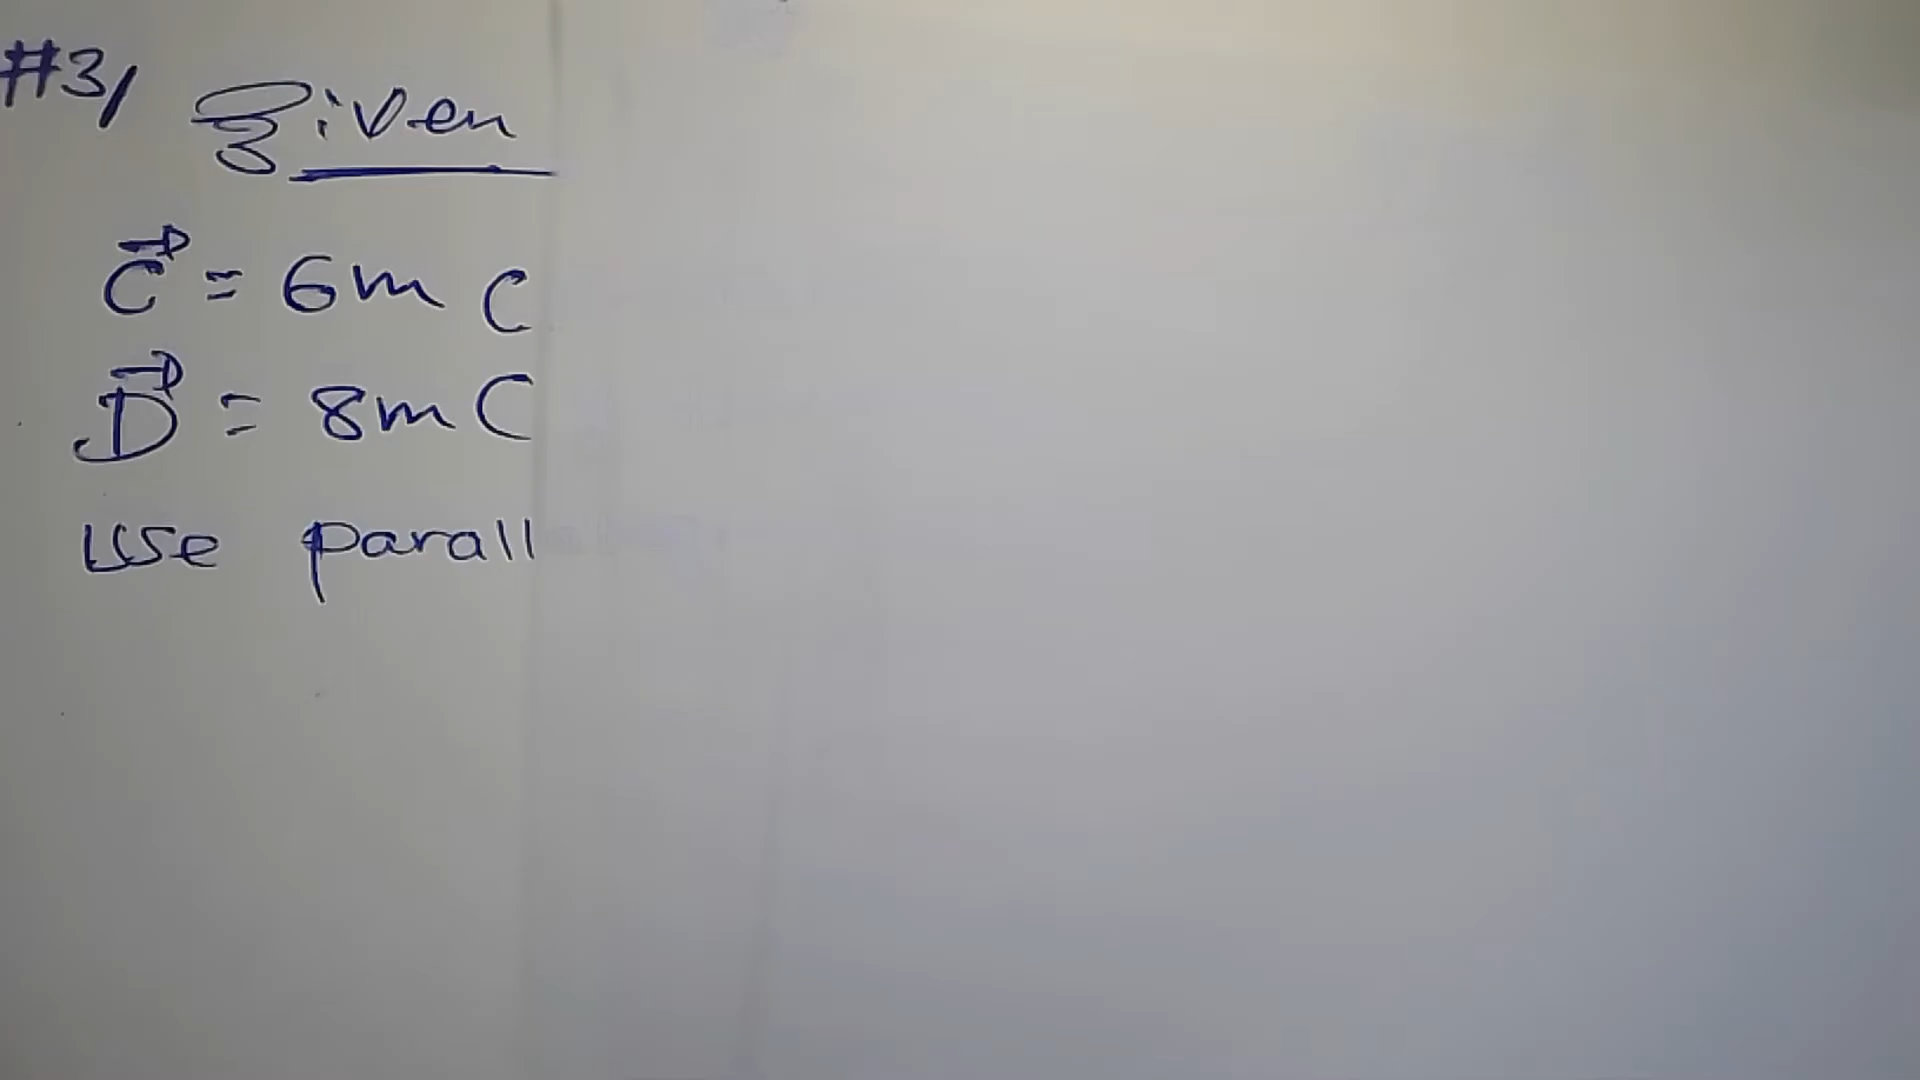 #3/ Given
C⃗ = 6m C
D⃗ = 8m C
Use parall